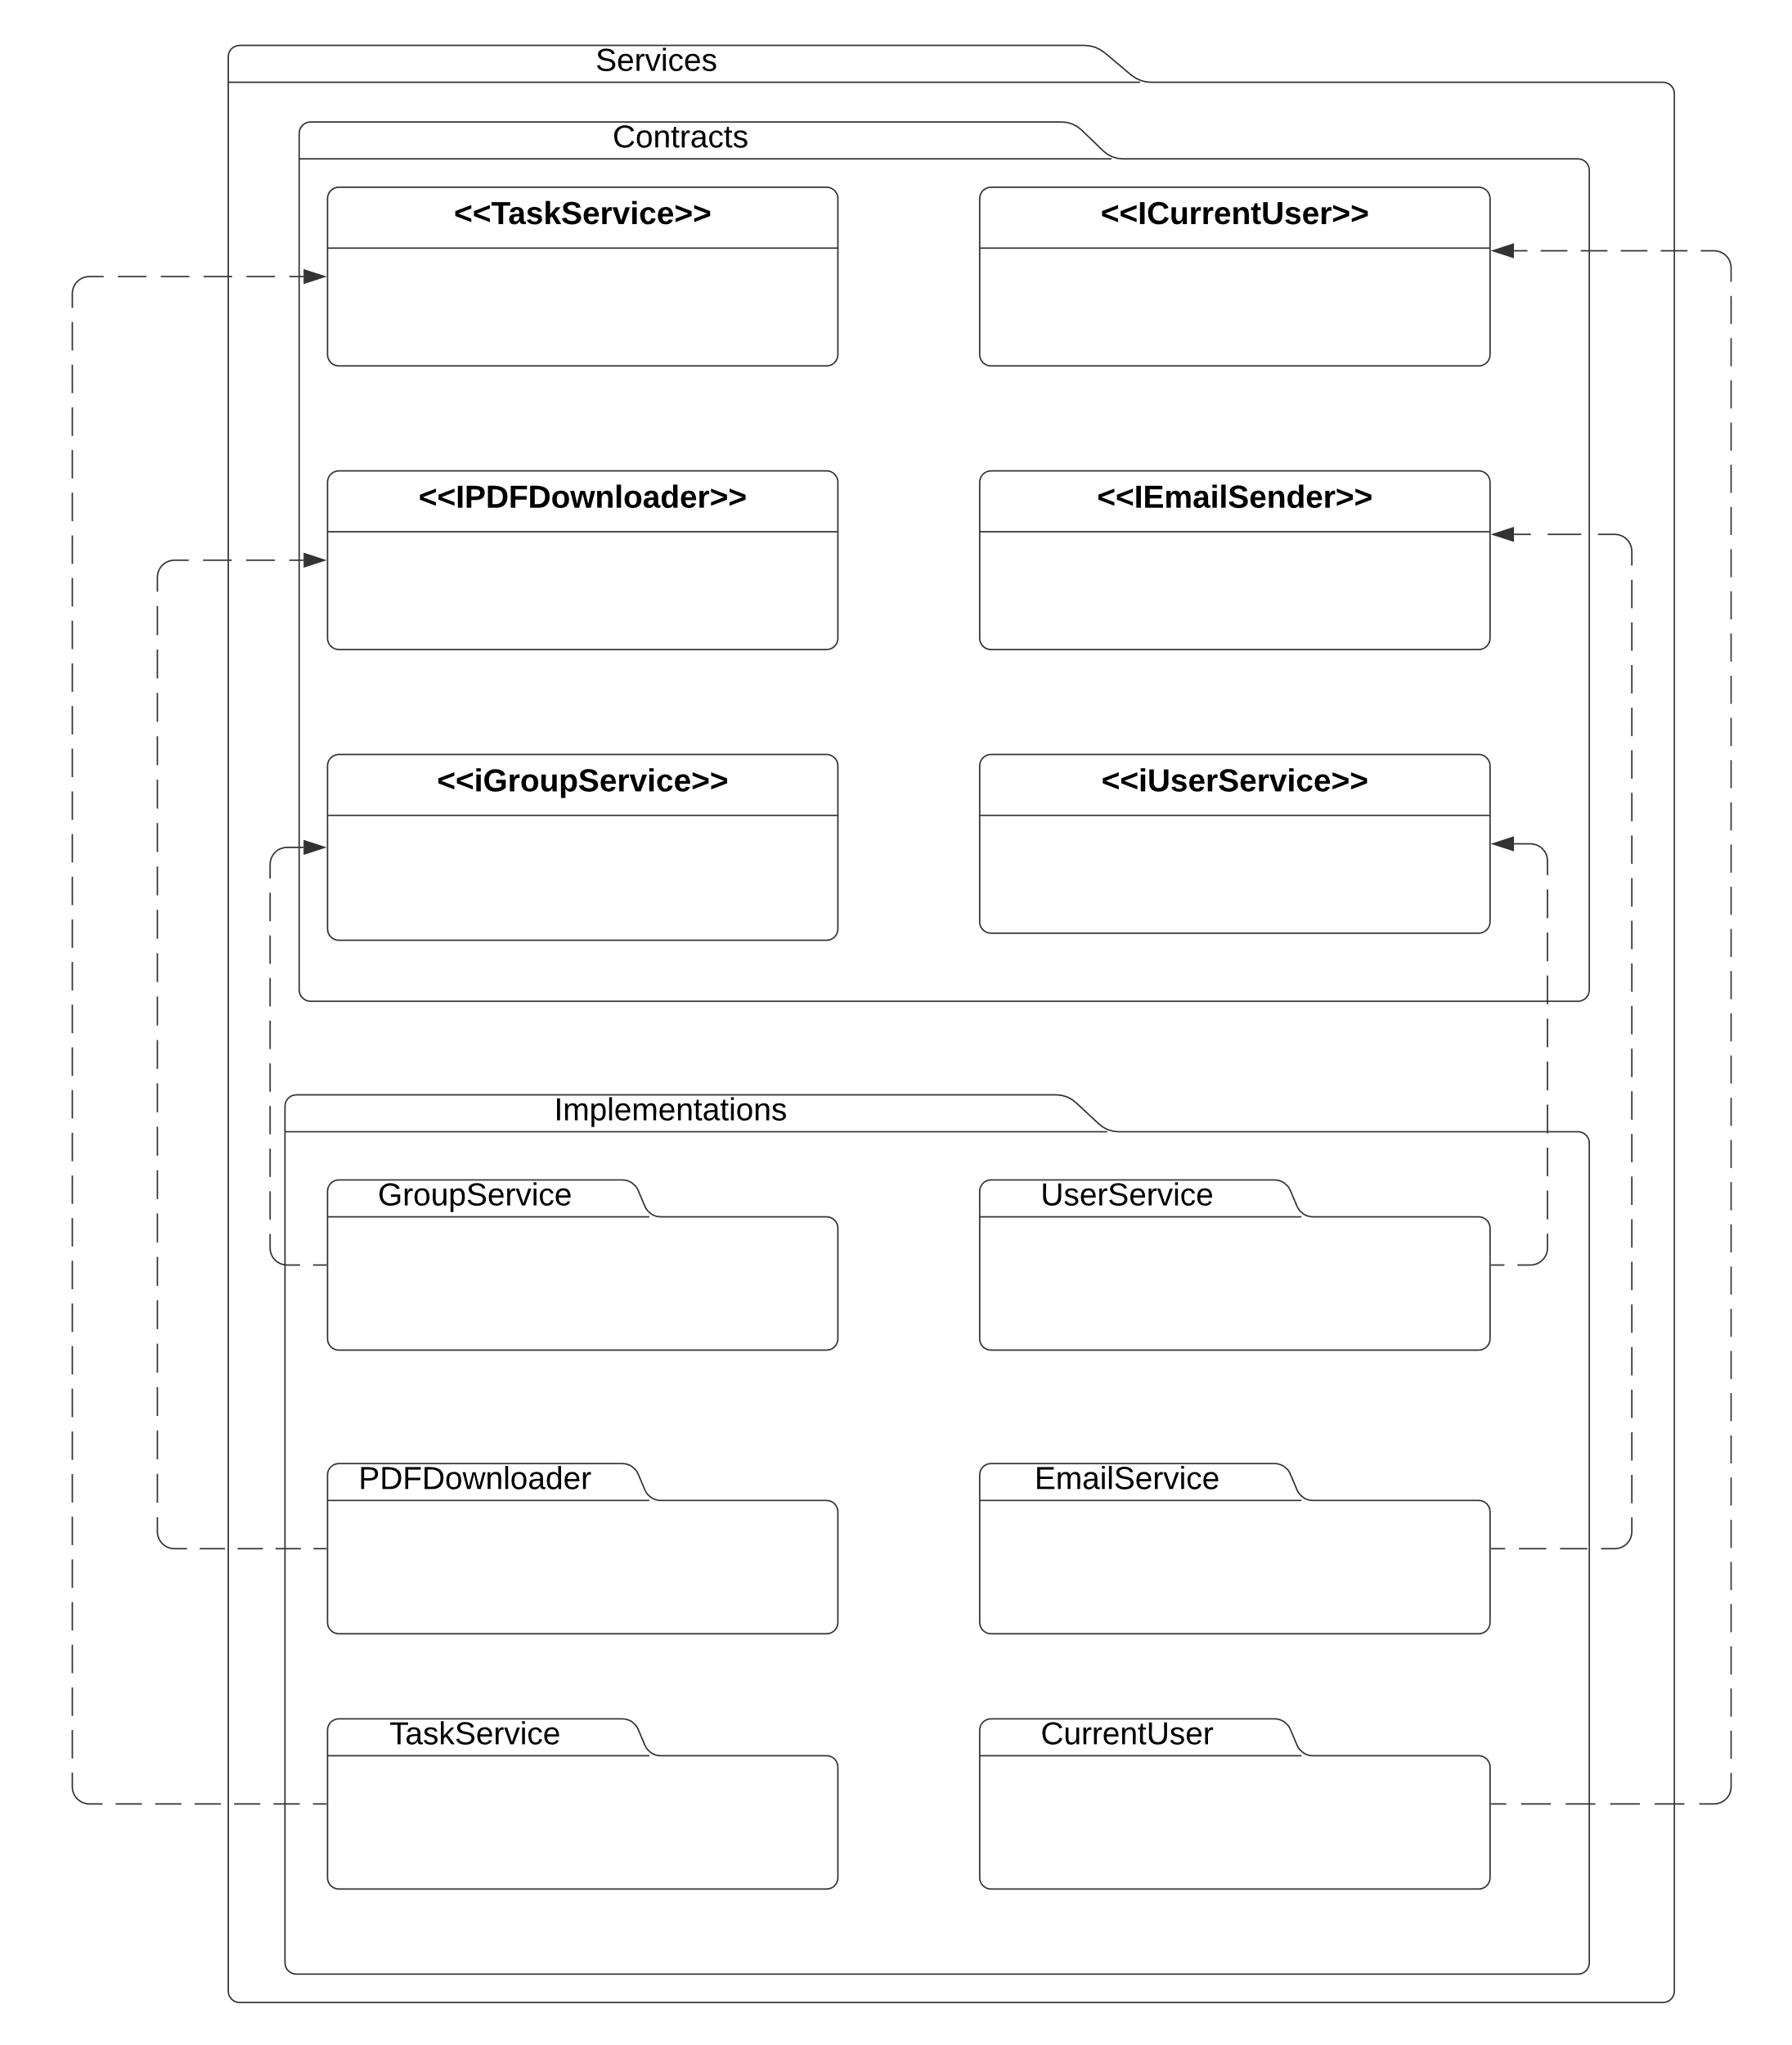 Services
Contracts
<<TaskService>>
<<ICurrentUser>>
<<IPDFDownloader>>
<<IEmailSender>>
<<iGroupService>>
<<iUserService>>
Implementations
GroupService
UserService
PDFDownloader
EmailService
TaskService
CurrentUser